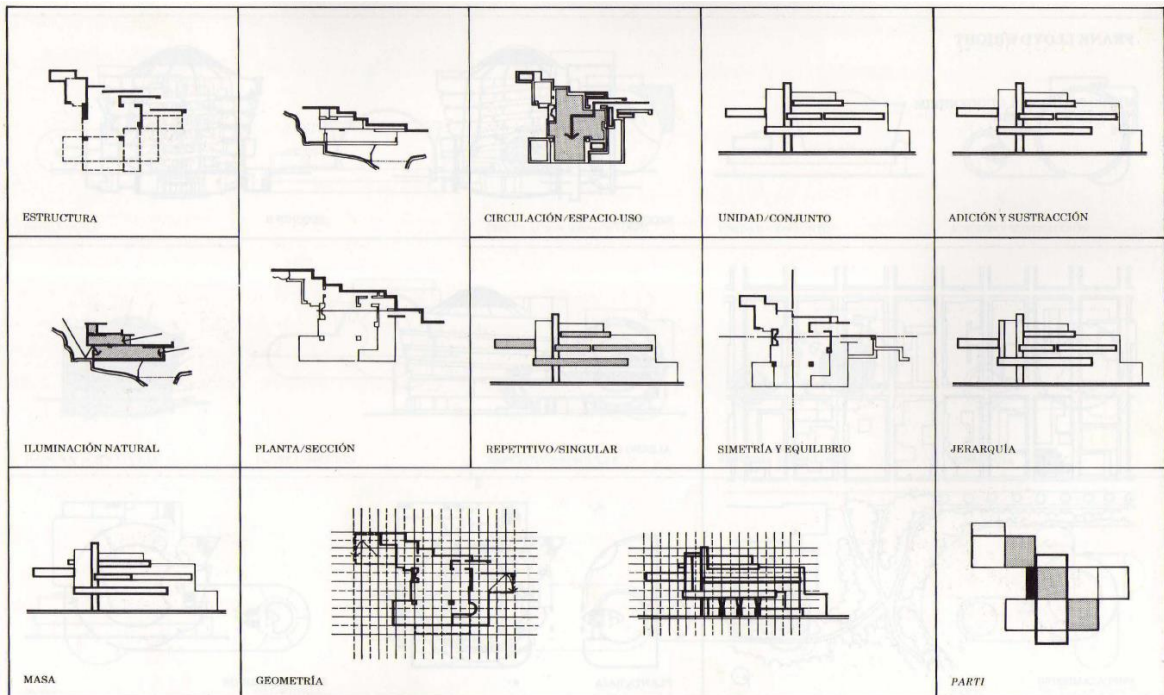 ESTRUCTURA
CIRCULACIÓN/ESPACIO-USO
UNIDAD/CONJUNTO
ADICIÓN Y SUSTRACCIÓN
ILUMINACIÓN NATURAL
PLANTA/SECCIÓN
REPETITIVO/SINGULAR
SIMETRÍA Y EQUILIBRIO
JERARQUÍA
MASA
GEOMETRÍA
PARTI